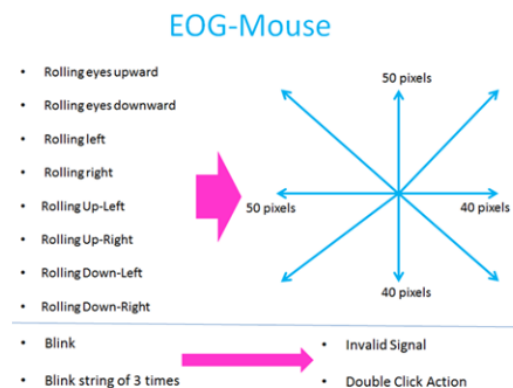 EOG-Mouse
• Rolling eyes upward
• Rolling eyes downward
• Rolling left
• Rolling right
• Rolling Up-Left
• Rolling Up-Right
• Rolling Down-Left
• Rolling Down-Right
50 pixels
50 pixels
40 pixels
40 pixels
• Blink
• Blink string of 3 times
• Invalid Signal
• Double Click Action